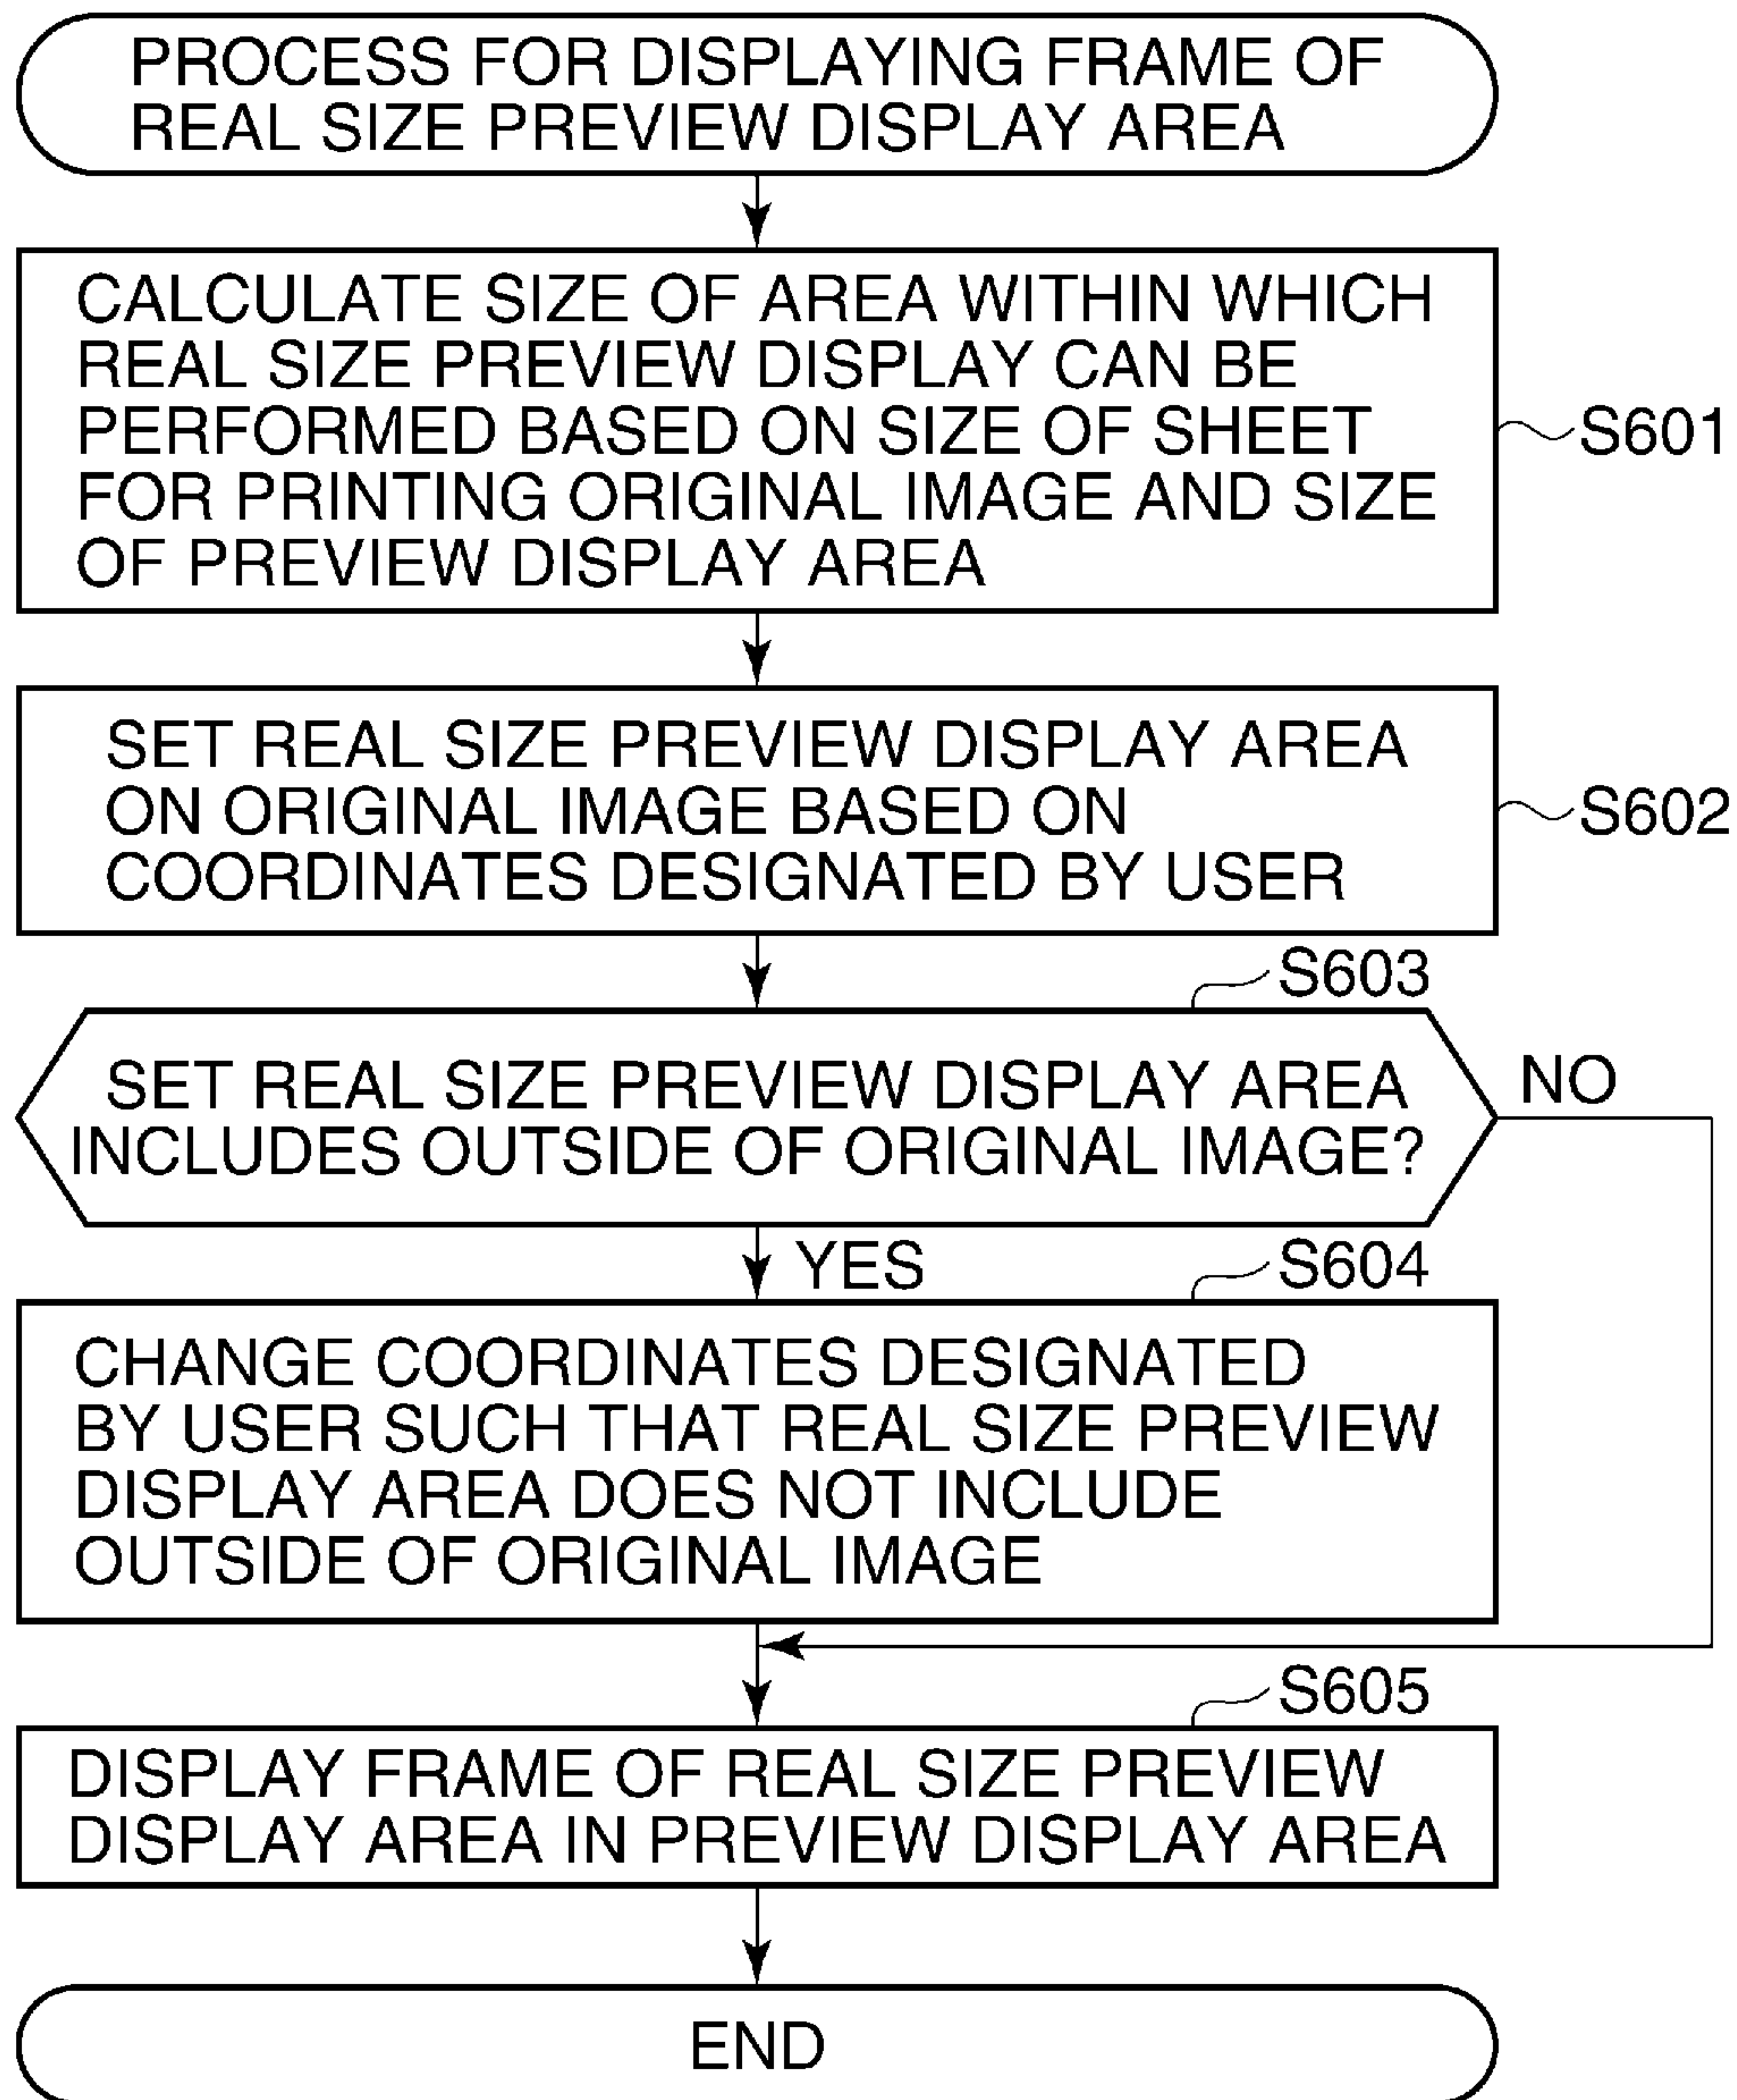 PROCESS FOR DISPLAYING FRAME OF
REAL SIZE PREVIEW DISPLAY AREA
CALCULATE SIZE OF AREA WITHIN WHICH
REAL SIZE PREVIEW DISPLAY CAN BE
PERFORMED BASED ON SIZE OF SHEET
FOR PRINTING ORIGINAL IMAGE AND SIZE
OF PREVIEW DISPLAY AREA
S601
SET REAL SIZE PREVIEW DISPLAY AREA
ON ORIGINAL IMAGE BASED ON
COORDINATES DESIGNATED BY USER
S602
S603
SET REAL SIZE PREVIEW DISPLAY AREA
INCLUDES OUTSIDE OF ORIGINAL IMAGE?
NO
YES
S604
CHANGE COORDINATES DESIGNATED
BY USER SUCH THAT REAL SIZE PREVIEW
DISPLAY AREA DOES NOT INCLUDE
OUTSIDE OF ORIGINAL IMAGE
S605
DISPLAY FRAME OF REAL SIZE PREVIEW
DISPLAY AREA IN PREVIEW DISPLAY AREA
END